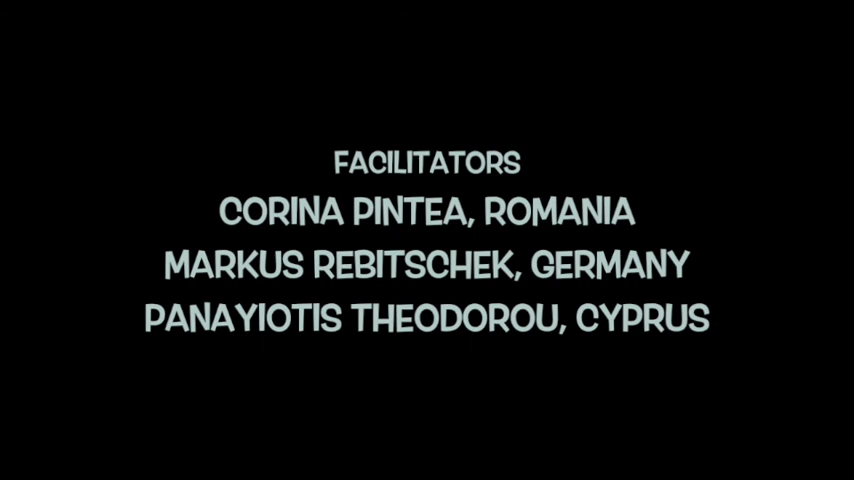 FACILITATORS
CORINA PINTEA, ROMANIA
MARKUS REBITSCHEK, GERMANY
PANAYIOTIS THEODOROU, CYPRUS